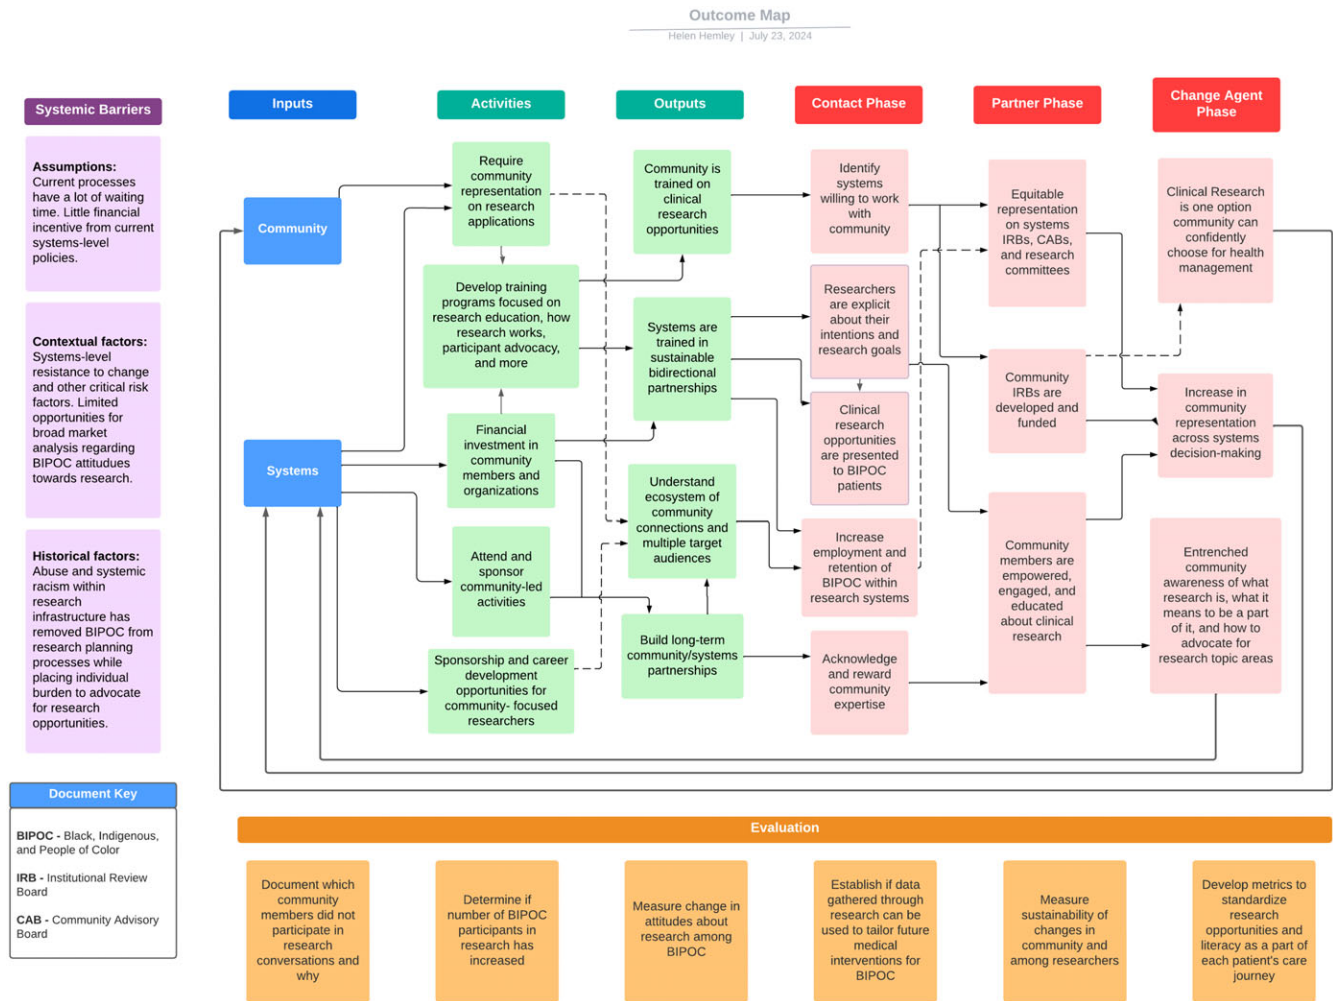 Outcome Map
Helen Hemley | July 23, 2024
Systemic Barriers
Assumptions:
Current processes
have a lot of waiting
time. Little financial
incentive from current
systems-level
policies.
Contextual factors:
Systems-level
resistance to change
and other critical risk
factors. Limited
opportunities for
broad market
analysis regarding
BIPOC attitudues
towards research.
Historical factors:
Abuse and systemic
racism within
research
infrastructure has
removed BIPOC from
research planning
processes while
placing individual
burden to advocate
for research
opportunities.
Document Key
BIPOC - Black, Indigenous,
and People of Color
IRB - Institutional Review
Board
CAB - Community Advisory
Board
Inputs
Community
Systems
Activities
Require
community
representation
on research
applications
Develop training
programs focused on
research education, how
research works,
participant advocacy,
and more
Financial
investment in
community
members and
organizations
Attend and
sponsor
community-led
activities
Sponsorship and career
development
opportunities for
community- focused
researchers
Outputs
Community is
trained on
clinical
research
opportunities
Systems are
trained in
sustainable
bidirectional
partnerships
Understand
ecosystem of
community
connections and
multiple target
audiences
Build long-term
community/systems
partnerships
Contact Phase
Identify
systems
willing to work
with
community
Researchers
are explicit
about their
intentions and
research goals
Clinical
research
opportunities
are presented
to BIPOC
patients
Increase
employment and
retention of
BIPOC within
research systems
Acknowledge
and reward
community
expertise
Partner Phase
Equitable
representation
on systems
IRBs, CABs,
and research
committees
Community
IRBs are
developed and
funded
Community
members are
empowered,
engaged, and
educated
about clinical
research
Change Agent
Phase
Clinical Research
is one option
community can
confidently
choose for health
management
Increase in
community
representation
across systems
decision-making
Entrenched
community
awareness of what
research is, what it
means to be a part
of it, and how to
advocate for
research topic areas
Evaluation
Document which
community
members did not
participate in
research
conversations and
why
Determine if
number of BIPOC
participants in
research has
increased
Measure change in
attitudes about
research among
BIPOC
Establish if data
gathered through
research can be
used to tailor future
medical
interventions for
BIPOC
Measure
sustainability of
changes in
community and
among researchers
Develop metrics to
standardize
research
opportunities and
literacy as a part of
each patient's care
journey